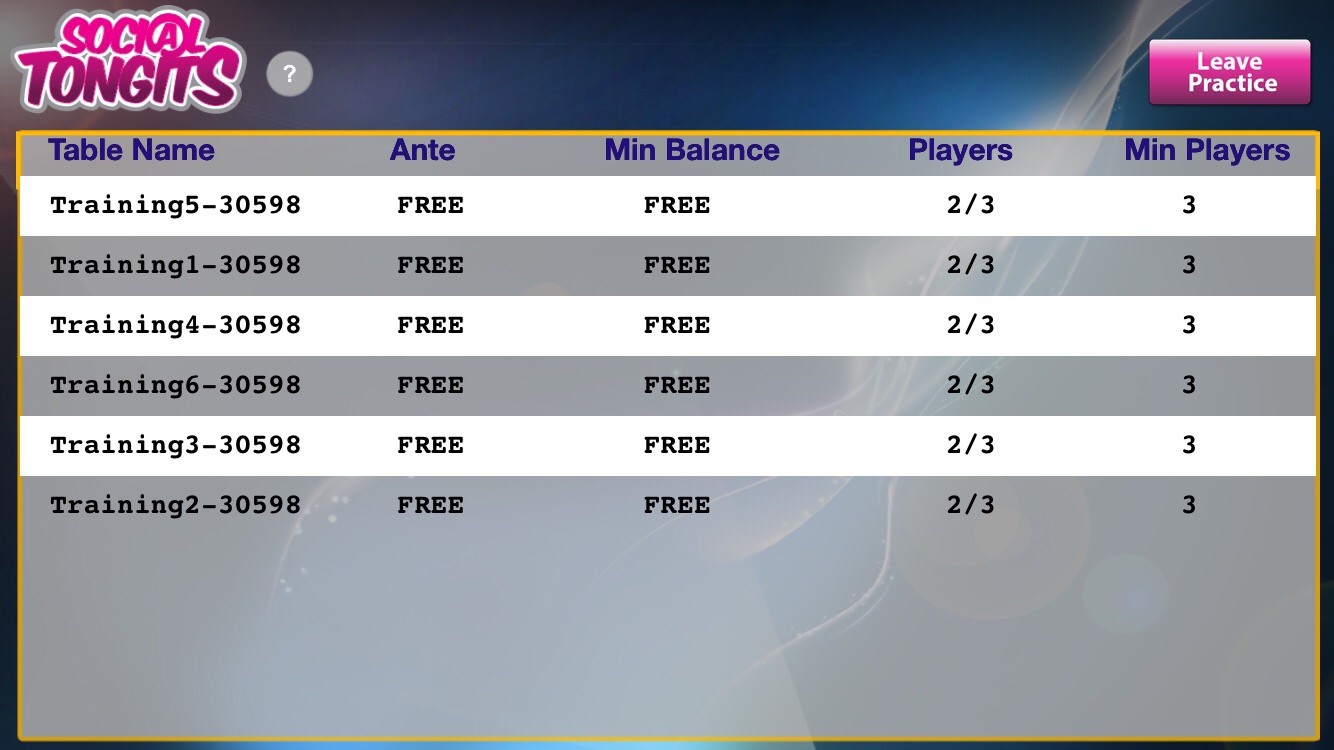 SOCI@L
TONGITS
?
Leave
Practice
Table Name Ante Min Balance Players Min Players
Training5-30598 FREE FREE 2/3 3
Training1-30598 FREE FREE 2/3 3
Training4-30598 FREE FREE 2/3 3
Training6-30598 FREE FREE 2/3 3
Training3-30598 FREE FREE 2/3 3
Training2-30598 FREE FREE 2/3 3